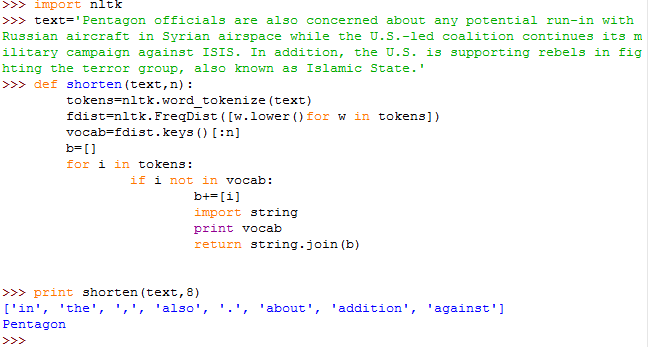 >>> import nltk
>>> text='Pentagon officials are also concerned about any potential run-in with
Russian aircraft in Syrian airspace while the U.S.-led coalition continues its m
ilitary campaign against ISIS. In addition, the U.S. is supporting rebels in fig
hting the terror group, also known as Islamic State.'
>>> def shorten(text,n):
        tokens=nltk.word_tokenize(text)
        fdist=nltk.FreqDist([w.lower()for w in tokens])
        vocab=fdist.keys()[:n]
        b=[]
        for i in tokens:
                if i not in vocab:
                        b+=[i]
                        import string
                        print vocab
                        return string.join(b)
>>> print shorten(text,8)
['in', 'the', ',', 'also', '.', 'about', 'addition', 'against']
Pentagon
>>>